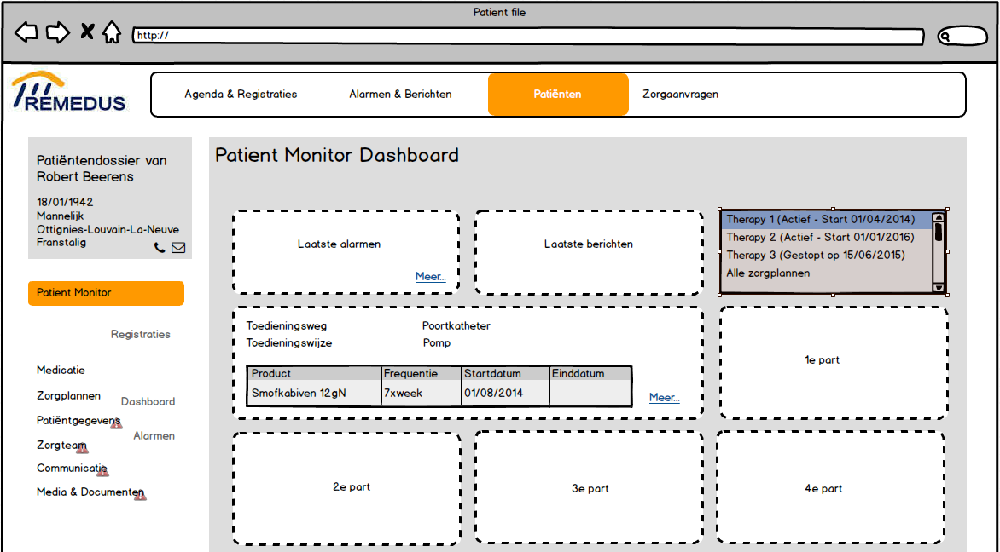 Patient file
http://
REMEDUS
Agenda & Registraties
Alarmen & Berichten
Patiënten
Zorgaanvragen
Patiëntendossier van
Robert Beerens
18/01/1942
Mannelijk
Ottignies-Louvain-La-Neuve
Franstalig
Patient Monitor
Registraties
Medicatie
Zorgplannen
Dashboard
Patiëntgegevens
Alarmen
Zorgteam
Communicatie
Media & Documenten
Patient Monitor Dashboard
Laatste alarmen
Meer...
Laatste berichten
Therapy 1 (Actief - Start 01/04/2014)
Therapy 2 (Actief - Start 01/01/2016)
Therapy 3 (Gestopt op 15/06/2015)
Alle zorgplannen
Toedieningsweg Poortkatheter
Toedieningswijze Pomp
Product Frequentie Startdatum Einddatum
Smofkabiven 12gN 7xweek 01/08/2014
Meer...
1e part
2e part
3e part
4e part